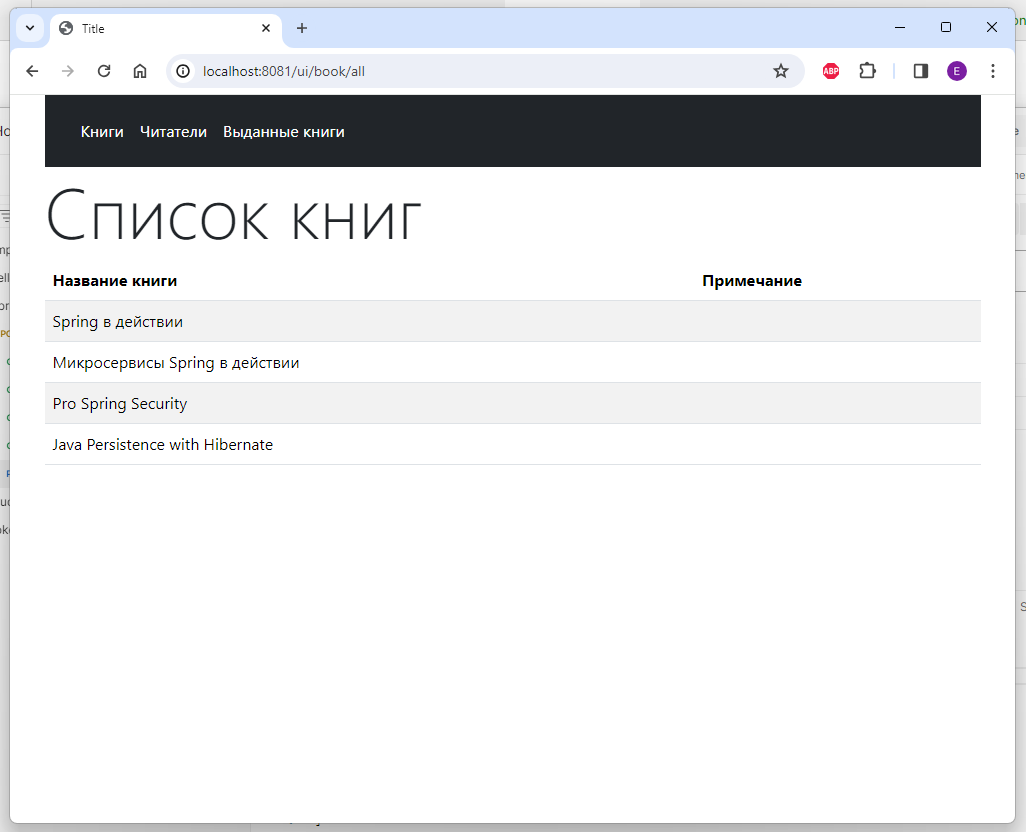 Title
localhost:8081/ui/book/all
ABP
E
Книги Читатели Выданные книги
Список книг
Название книги Примечание
Spring в действии
Микросервисы Spring в действии
Pro Spring Security
Java Persistence with Hibernate